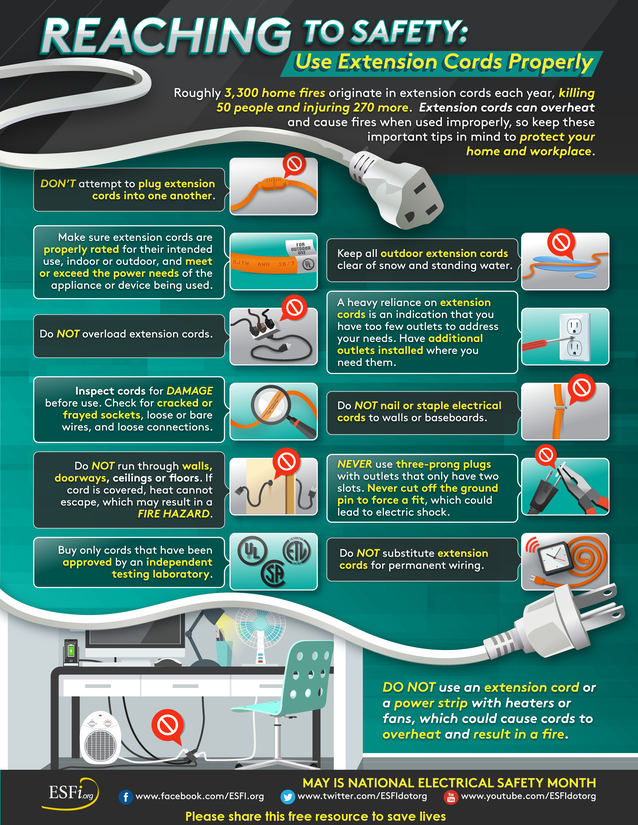 REACHING TO SAFETY:
Use Extension Cords Properly
Roughly 3,300 home fires originate in extension cords each year, killing
50 people and injuring 270 more. Extension cords can overheat
and cause fires when used improperly, so keep these
important tips in mind to protect your
home and workplace.
DON'T attempt to plug extension
cords into one another.
Make sure extension cords are
properly rated for their intended
use, indoor or outdoor, and meet
or exceed the power needs of the
appliance or device being used.
FOR
OUTDOOR
USE
UL
Keep all outdoor extension cords
clear of snow and standing water.
Do NOT overload extension cords.
A heavy reliance on extension
cords is an indication that you
have too few outlets to address
your needs. Have additional
outlets installed where you
need them.
Inspect cords for DAMAGE
before use. Check for cracked or
frayed sockets, loose or bare
wires, and loose connections.
Do NOT nail or staple electrical
cords to walls or baseboards.
Do NOT run through walls,
doorways, ceilings or floors. If
cord is covered, heat cannot
escape, which may result in a
FIRE HAZARD.
NEVER use three-prong plugs
with outlets that only have two
slots. Never cut off the ground
pin to force a fit, which could
lead to electric shock.
Buy only cords that have been
approved by an independent
testing laboratory.
UL
ETL
SA
Do NOT substitute extension
cords for permanent wiring.
DO NOT use an extension cord or
a power strip with heaters or
fans, which could cause cords to
overheat and result in a fire.
ESFi.org
MAY IS NATIONAL ELECTRICAL SAFETY MONTH
www.facebook.com/ESFI.org
www.twitter.com/ESFIdotorg
www.youtube.com/ESFIdotorg
Please share this free resource to save lives